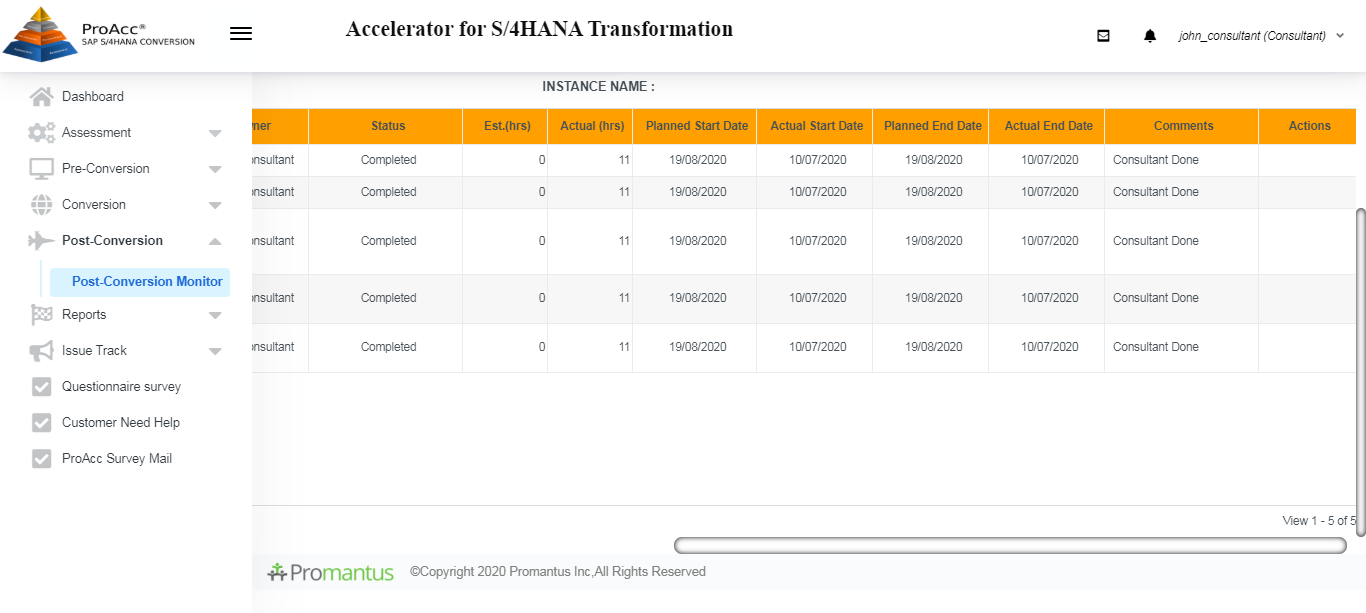 ProAcc®
SAP S/4HANA CONVERSION
Accelerator for S/4HANA Transformation
john_consultant (Consultant)
Dashboard
Assessment
Pre-Conversion
Conversion
Post-Conversion
Post-Conversion Monitor
Reports
Issue Track
Questionnaire survey
Customer Need Help
ProAcc Survey Mail
INSTANCE NAME :
Status Est.(hrs) Actual (hrs) Planned Start Date Actual Start Date Planned End Date Actual End Date Comments Actions
Completed 0 11 19/08/2020 10/07/2020 19/08/2020 10/07/2020 Consultant Done
Completed 0 11 19/08/2020 10/07/2020 19/08/2020 10/07/2020 Consultant Done
Completed 0 11 19/08/2020 10/07/2020 19/08/2020 10/07/2020 Consultant Done
Completed 0 11 19/08/2020 10/07/2020 19/08/2020 10/07/2020 Consultant Done
Completed 0 11 19/08/2020 10/07/2020 19/08/2020 10/07/2020 Consultant Done
View 1 - 5 of 5
Promantus ©Copyright 2020 Promantus Inc,All Rights Reserved